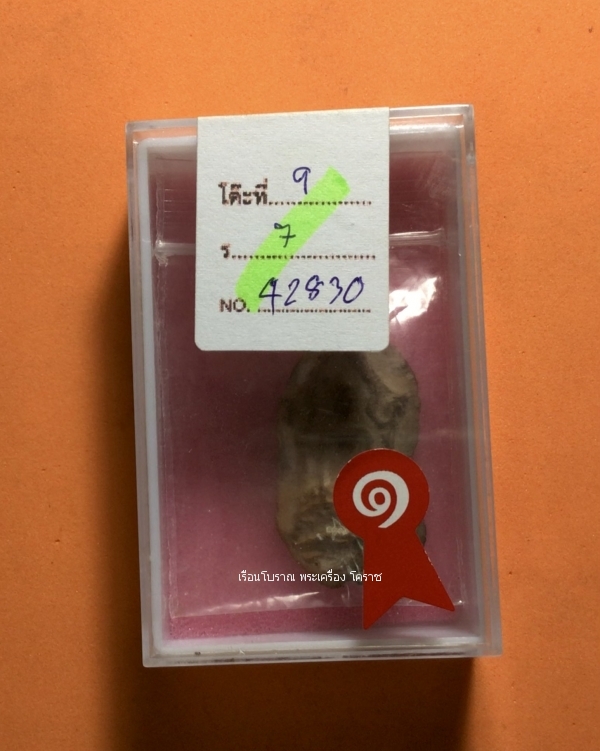 โต๊ะที่ 9
ร 7
NO. 42830
๑
เรือนโบราณ พระเครื่อง โคราช